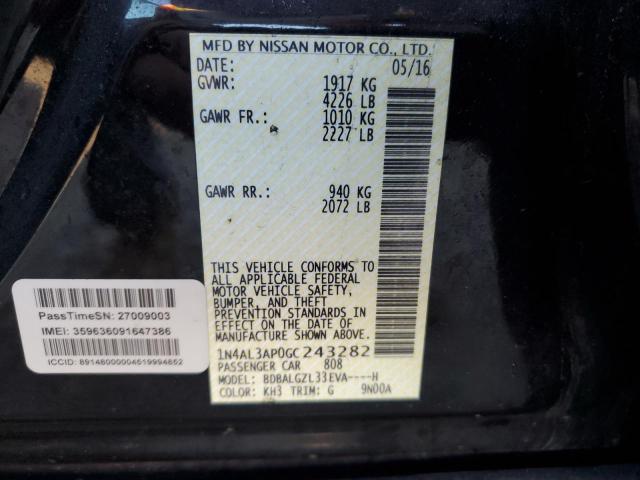 MFD BY NISSAN MOTOR CO., LTD.
DATE: 05/16
GVWR: 1917 KG
4226 LB
GAWR FR.: 1010 KG
2227 LB
GAWR RR.: 940 KG
2072 LB
THIS VEHICLE CONFORMS TO
ALL APPLICABLE FEDERAL
MOTOR VEHICLE SAFETY,
BUMPER, AND THEFT
PREVENTION STANDARDS IN
EFFECT ON THE DATE OF
MANUFACTURE SHOWN ABOVE.
1N4AL3AP0GC243282
PASSENGER CAR 808
MODEL: BDBALGZL33EVA----H
COLOR: KH3 TRIM: G 9N00A
PassTimeSN: 27009003
IMEI: 359636091647386
ICCID: 89148000004519994652